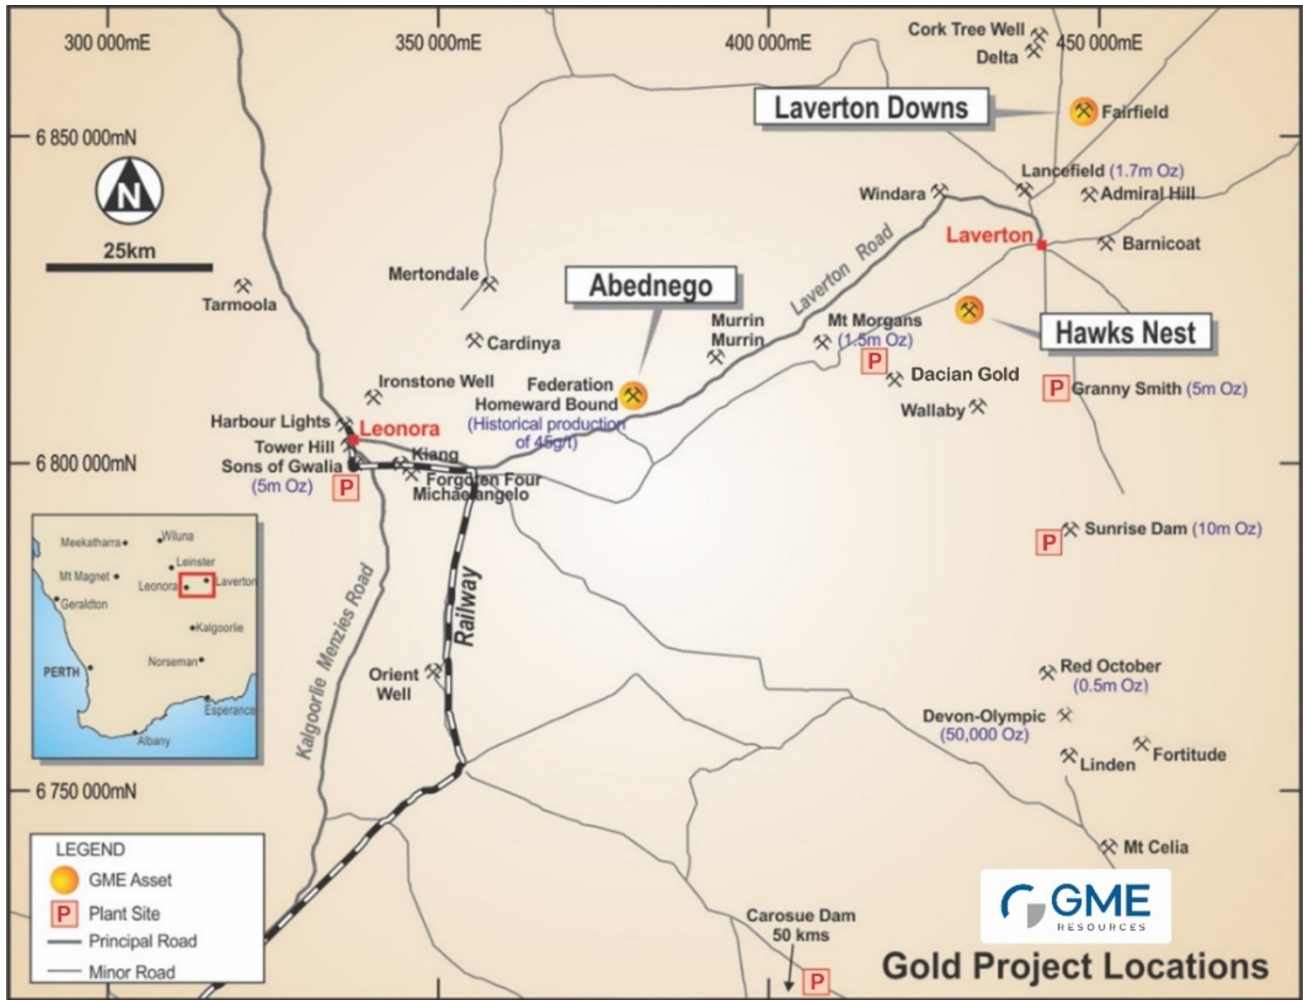 300 000mE
350 000mE
400 000mE
450 000mE
Cork Tree Well
Delta
Laverton Downs
Fairfield
6 850 000mN
N
25km
Lancefield (1.7m Oz)
Windara
Admiral Hill
Laverton
Barnicoat
Laverton Road
Mertondale
Abednego
Tarmoola
Murrin
Murrin
Mt Morgans
(1.5m Oz)
Hawks Nest
Cardinya
P
Dacian Gold
P
Granny Smith (5m Oz)
Ironstone Well
Federation
Homeward Bound
(Historical production
of 45g/t)
Wallaby
Harbour Lights
Leonora
Tower Hill
Kiang
6 800 000mN
Sons of Gwalia
(5m Oz)
P
Forgotten Four
Michaelangelo
P
Sunrise Dam (10m Oz)
Meekatharra
Wiluna
Leinster
Mt Magnet
Leonora
Laverton
Geraldton
Kalgoorlie
Norseman
PERTH
Esperance
Albany
Kalgoorlie Menzies Road
Railway
Orient
Well
Red October
(0.5m Oz)
Devon-Olympic
(50,000 Oz)
Linden
Fortitude
6 750 000mN
Mt Celia
LEGEND
GME Asset
P
Plant Site
Principal Road
Minor Road
Carosue Dam
50 kms
P
GME
RESOURCES
Gold Project Locations